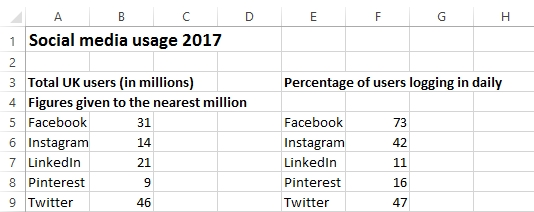 A B C D E F G H
1 Social media usage 2017
2
3 Total UK users (in millions) Percentage of users logging in daily
4 Figures given to the nearest million
5 Facebook 31 Facebook 73
6 Instagram 14 Instagram 42
7 LinkedIn 21 LinkedIn 11
8 Pinterest 9 Pinterest 16
9 Twitter 46 Twitter 47